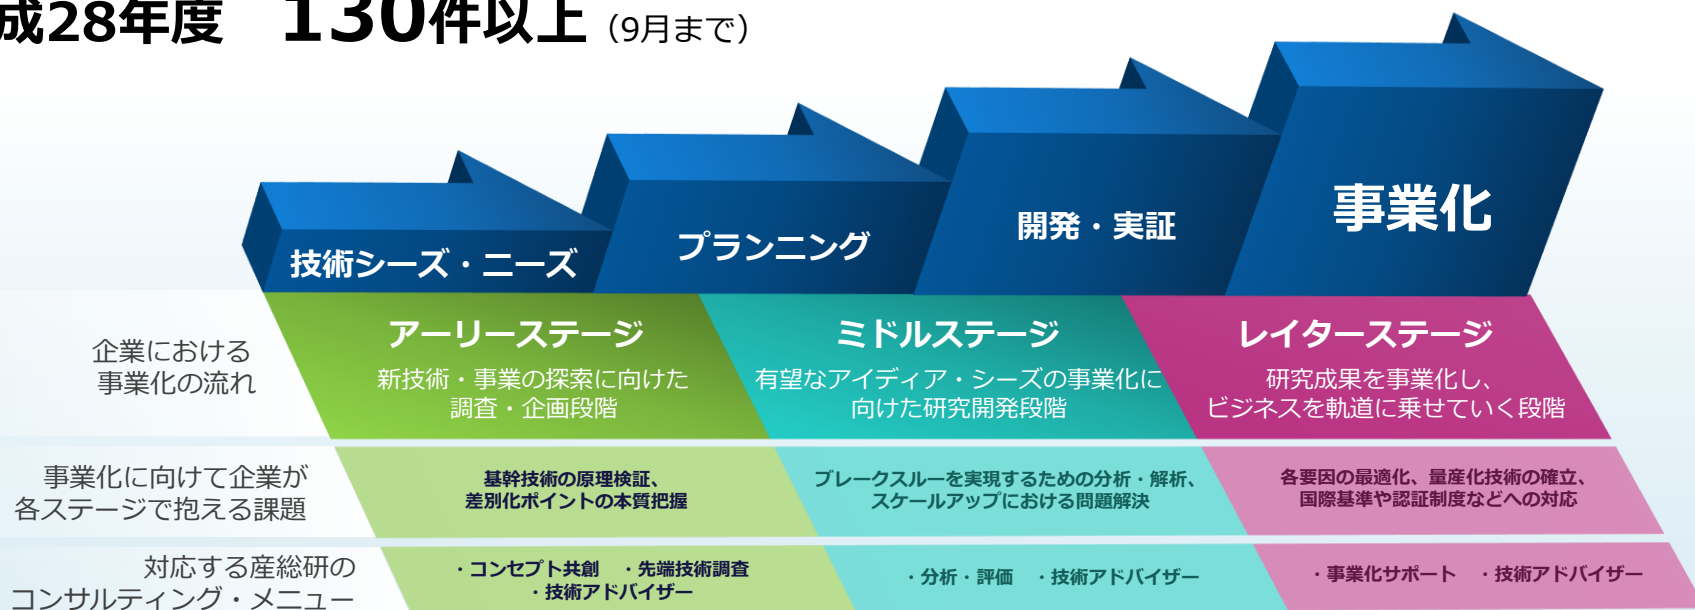 成28年度　130件以上（9月まで）
技術シーズ・ニーズ
プランニング
開発・実証
事業化
企業における
事業化の流れ
アーリーステージ
新技術・事業の探索に向けた
調査・企画段階
ミドルステージ
有望なアイディア・シーズの事業化に
向けた研究開発段階
レイターステージ
研究成果を事業化し、
ビジネスを軌道に乗せていく段階
事業化に向けて企業が
各ステージで抱える課題
基幹技術の原理検証、
差別化ポイントの本質把握
ブレークスルーを実現するための分析・解析、
スケールアップにおける問題解決
各要因の最適化、量産化技術の確立、
国際基準や認証制度などへの対応
対応する産総研の
コンサルティング・メニュー
・コンセプト共創　・先端技術調査
・技術アドバイザー
・分析・評価　・技術アドバイザー
・事業化サポート　・技術アドバイザー